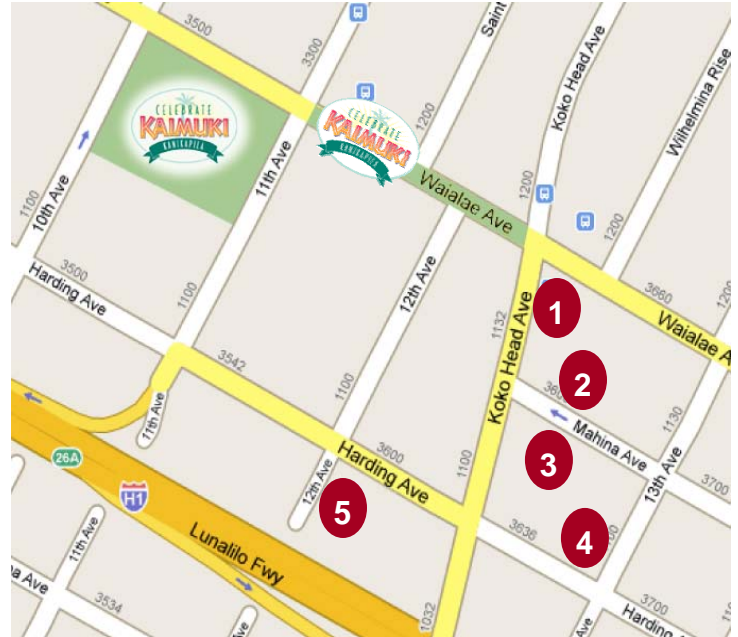 3500
3300
Saint
Koko Head Ave
Wilhelmina Rise
CELEBRATE
KAIMUKI
KANIKAPILA
CELEBRATE
KAIMUKI
KANIKAPILA
1200
1200
1200
1100
10th Ave
11th Ave
Waialae Ave
3500
Harding Ave
1100
12th Ave
1132
Koko Head Ave
1
3660
Waialae A
1200
3542
1100
2
Mahina Ave
1130
11th Ave
3600
Harding Ave
1100
3
13th Ave
3700
26A
H1
12th Ave
5
3636
4
Lunalilo Fwy
11th Ave
a Ave
3534
1032
3700
Harding